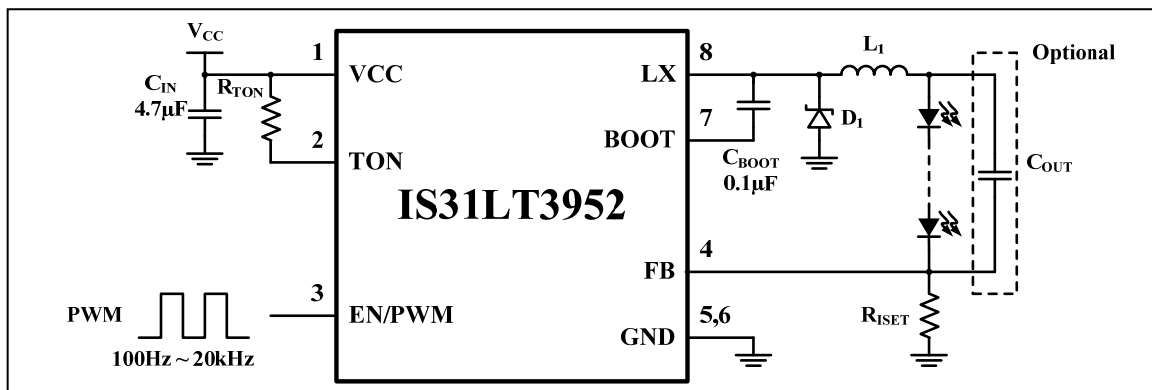 VCC
CIN
4.7µF
RTON
1
VCC
2
TON
3
EN/PWM
PWM
100Hz ~ 20kHz
IS31LT3952
LX
8
BOOT
7
CBOOT
0.1µF
D1
L1
Optional
COUT
FB
4
GND
5,6
RISET